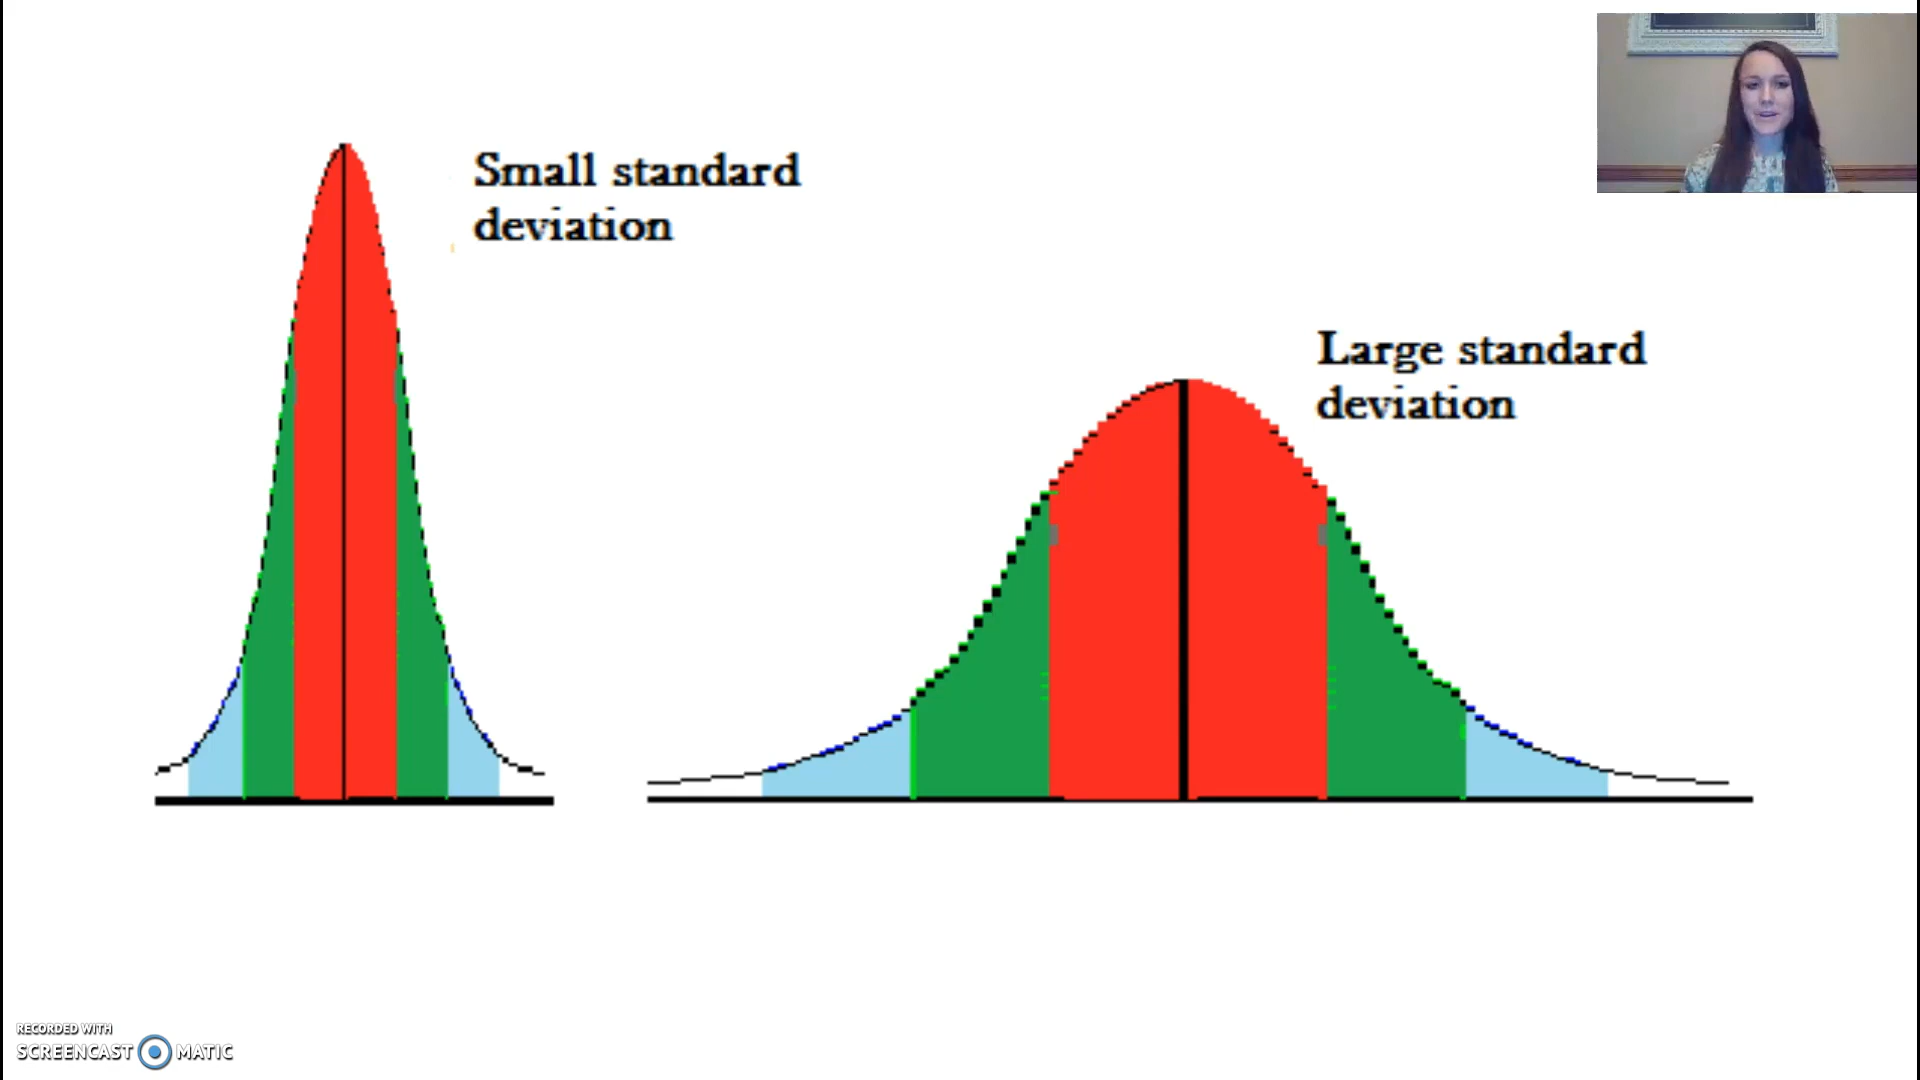 Small standard
deviation
Large standard
deviation
RECORDED WITH
SCREENCAST MATIC